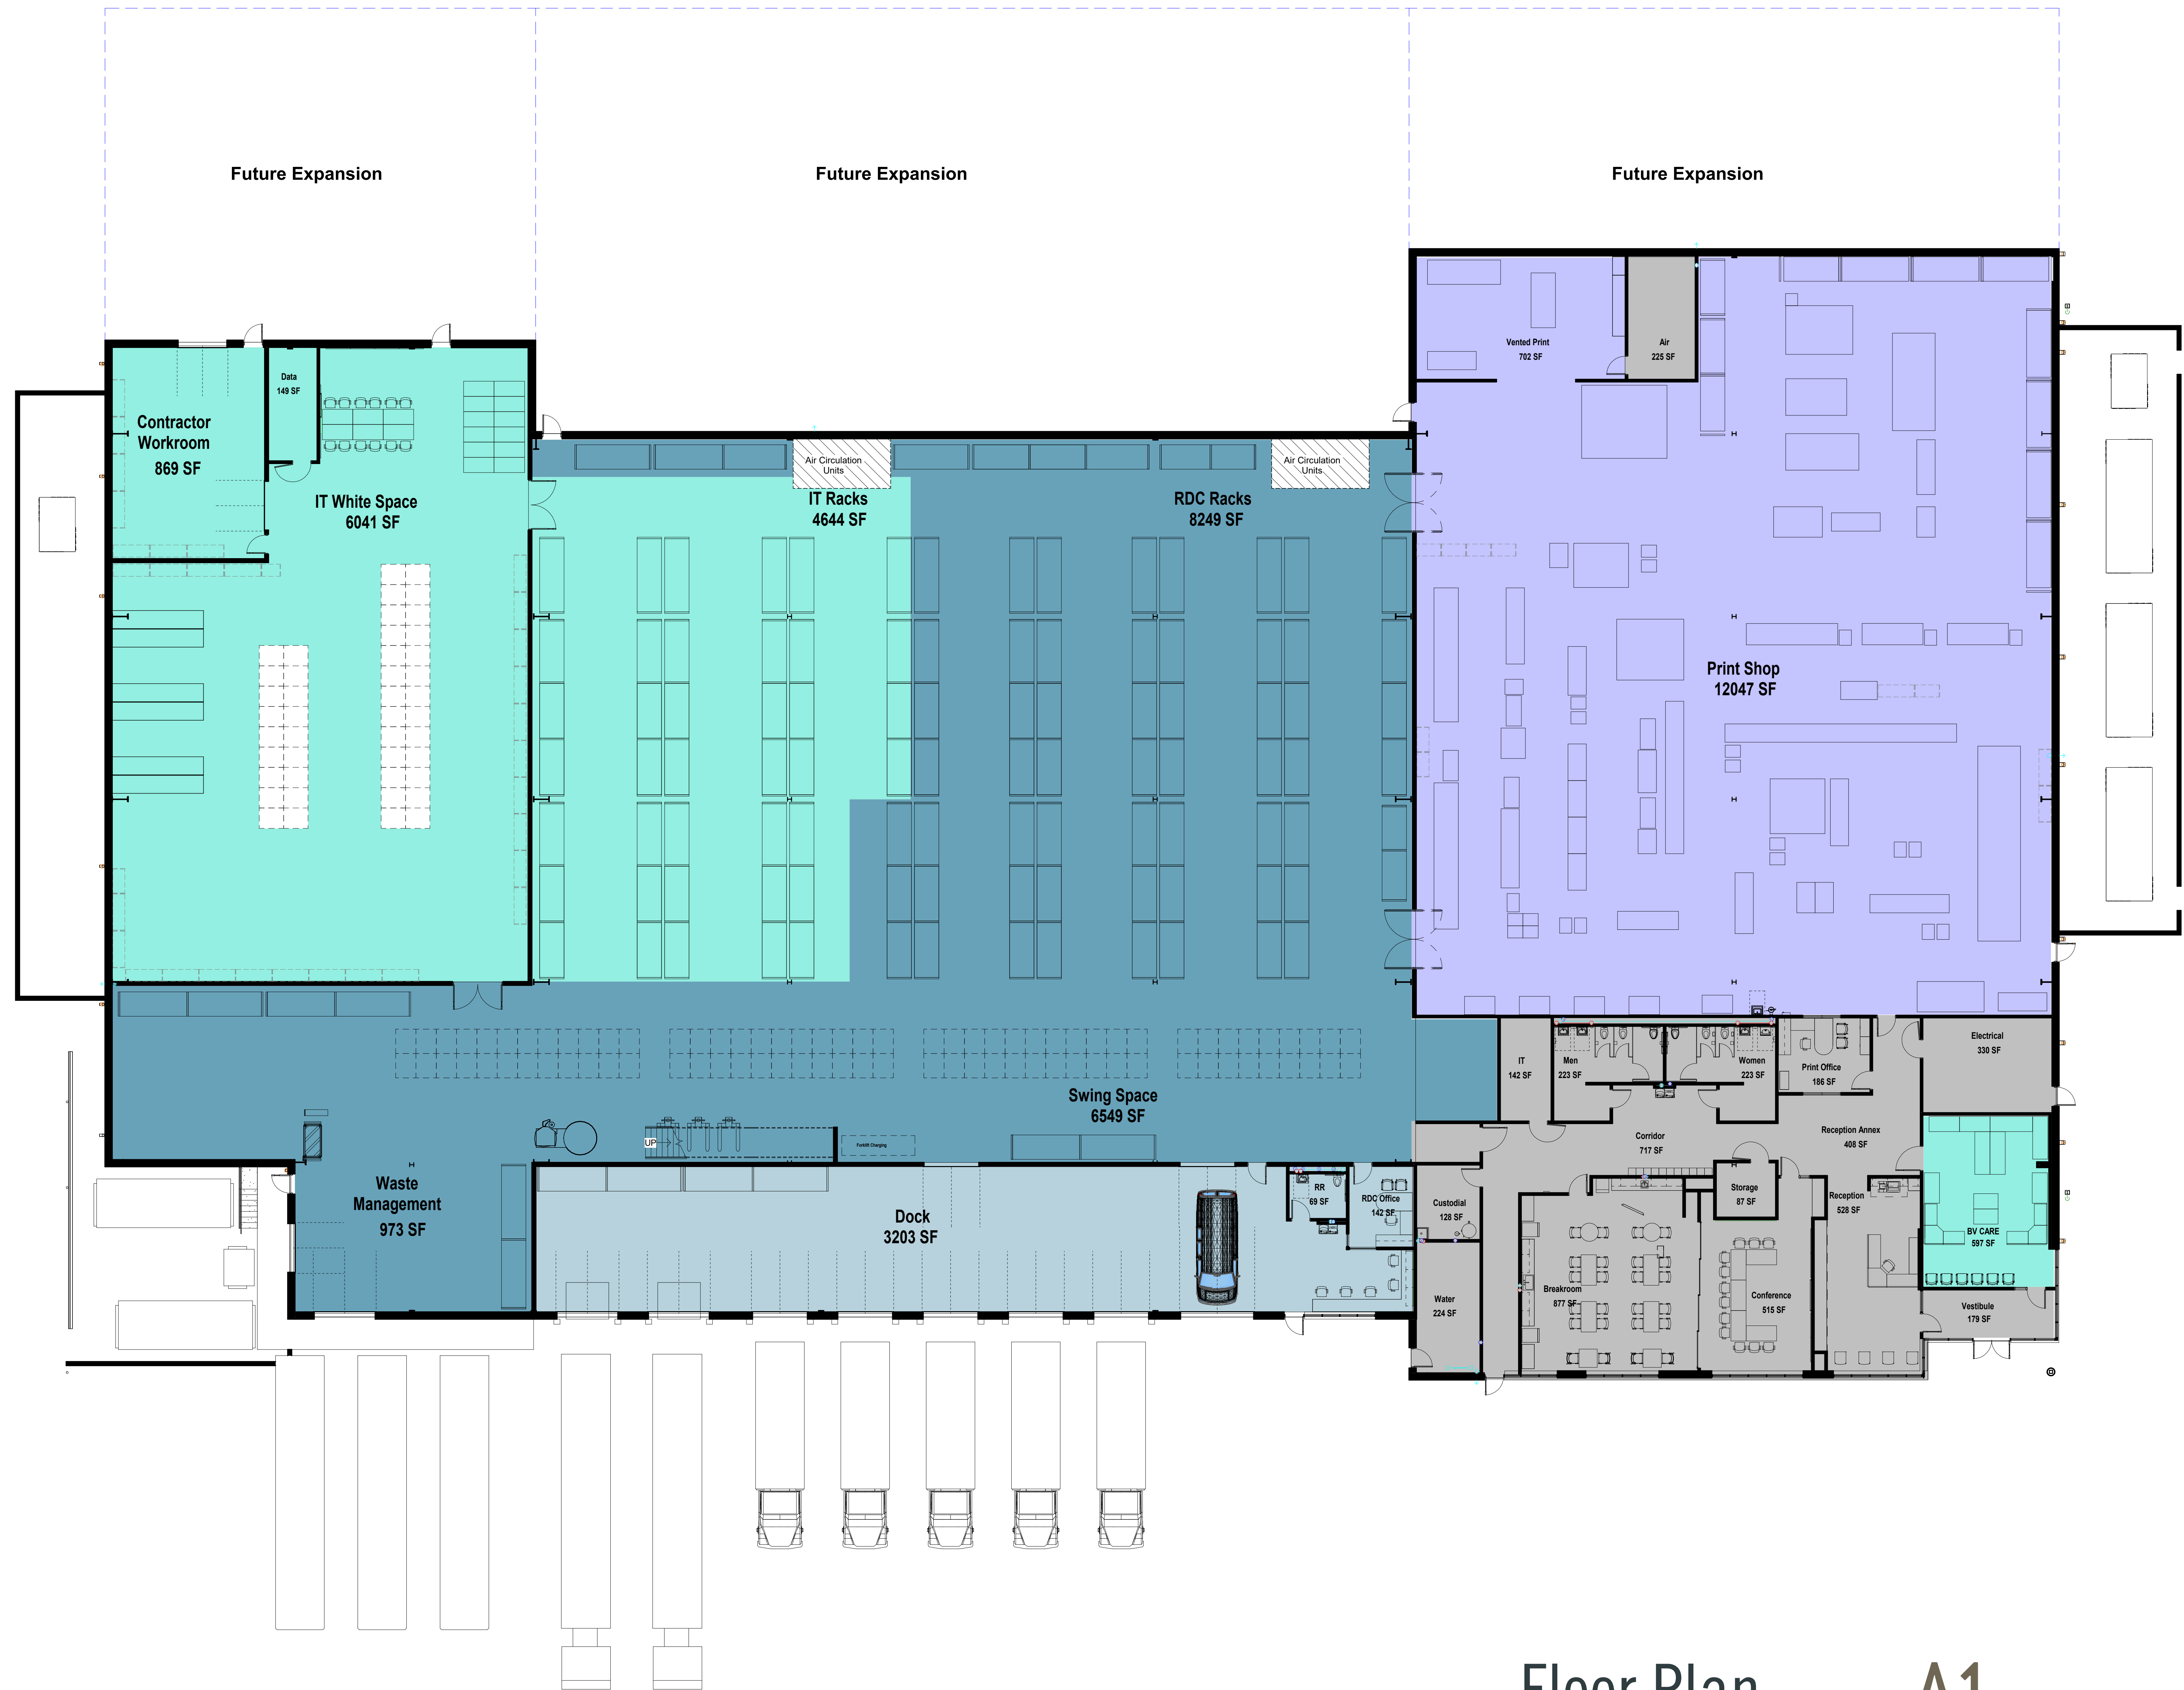 Future Expansion
Future Expansion
Future Expansion
Vented Print
702 SF
Air
225 SF
Data
149 SF
Contractor
Workroom
869 SF
Air Circulation
Units
Air Circulation
Units
IT White Space
6041 SF
IT Racks
4644 SF
RDC Racks
8249 SF
Print Shop
12047 SF
Electrical
330 SF
IT
142 SF
Men
223 SF
Women
223 SF
Print Office
186 SF
Swing Space
6549 SF
UP
Forklift Charging
Corridor
717 SF
Reception Annex
408 SF
Waste
Management
973 SF
Dock
3203 SF
RR
69 SF
RDC Office
142 SF
Custodial
128 SF
Storage
87 SF
Reception
528 SF
BV CARE
597 SF
Water
224 SF
Breakroom
877 SF
Conference
515 SF
Vestibule
179 SF
Floor Plan
A1